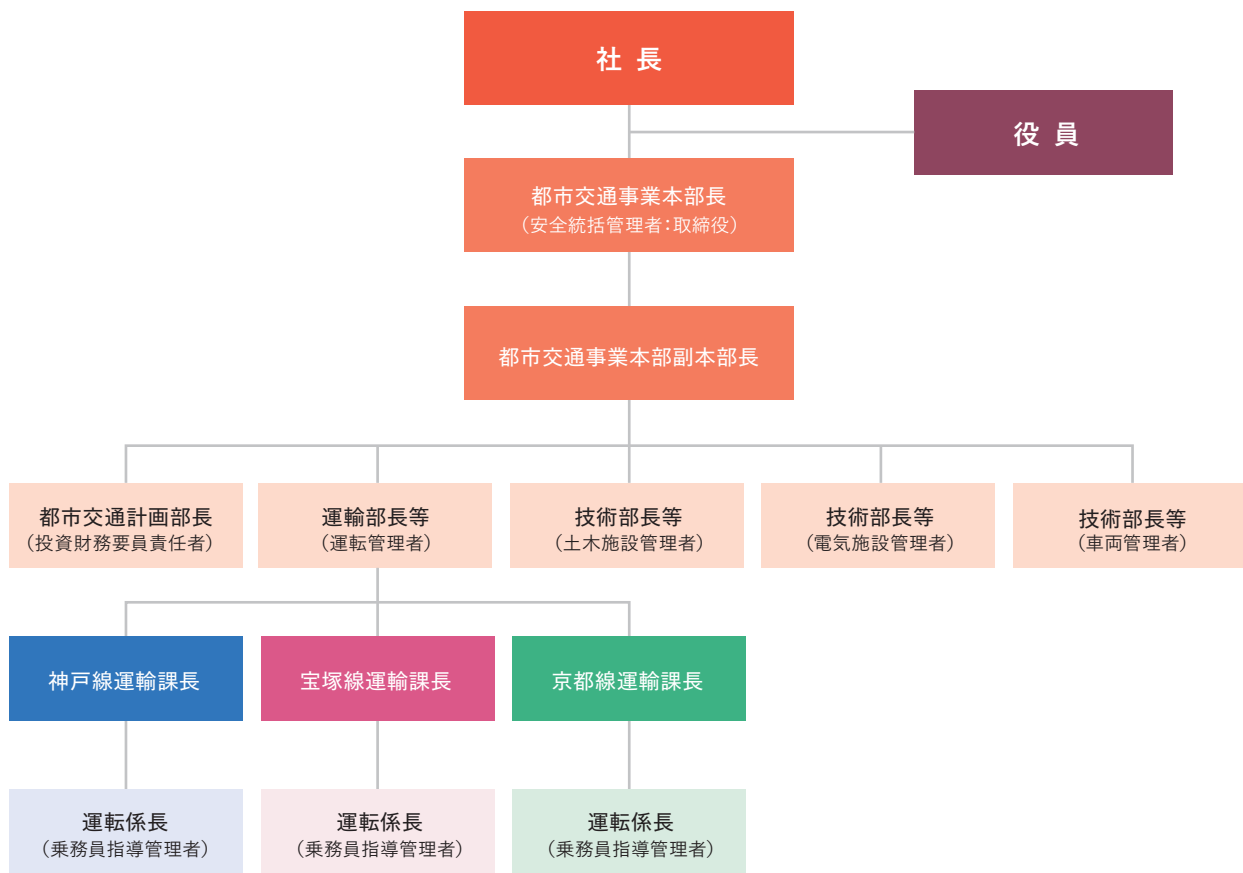 社 長
役 員
都市交通事業本部長
（安全統括管理者：取締役）
都市交通事業本部副本部長
都市交通計画部長
（投資財務要員責任者）
運輸部長等
（運転管理者）
技術部長等
（土木施設管理者）
技術部長等
（電気施設管理者）
技術部長等
（車両管理者）
神戸線運輸課長
宝塚線運輸課長
京都線運輸課長
運転係長
（乗務員指導管理者）
運転係長
（乗務員指導管理者）
運転係長
（乗務員指導管理者）